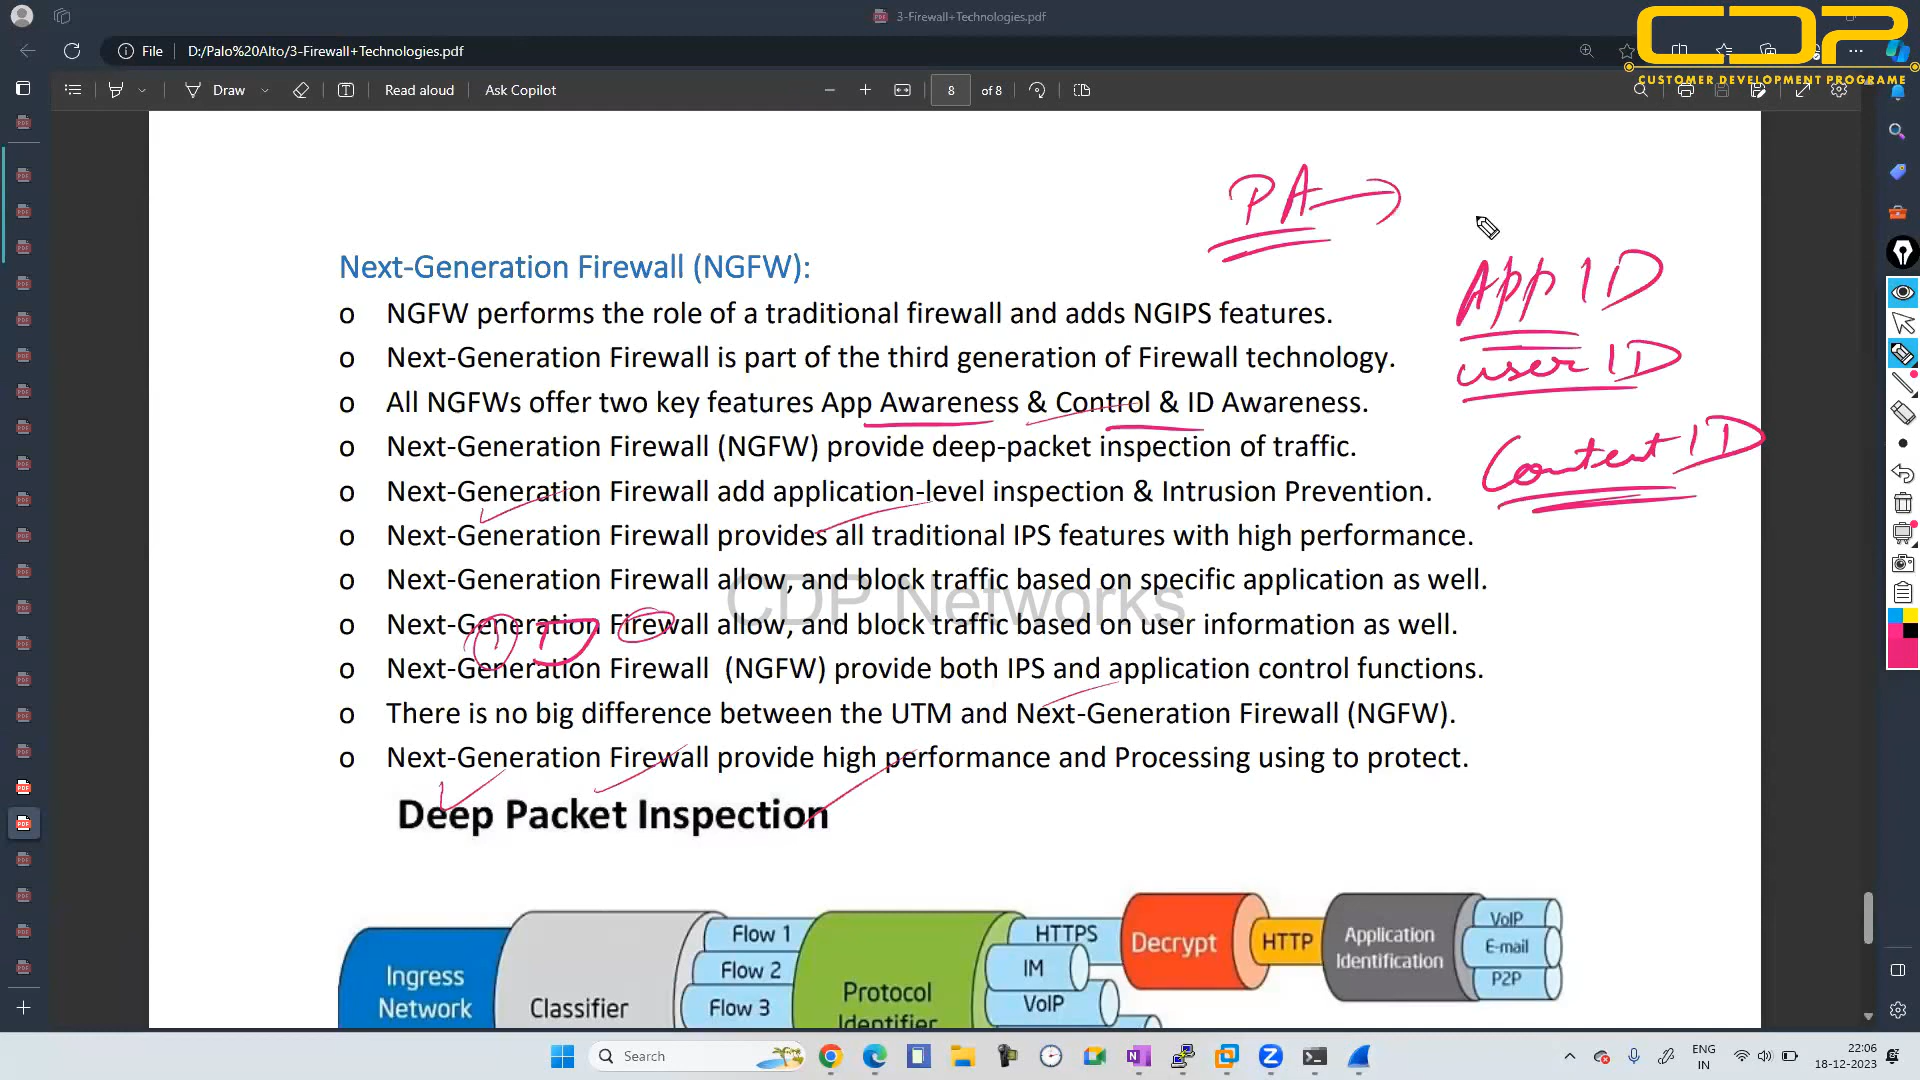 3-Firewall+Technologies.pdf
CDP
CUSTOMER DEVELOPMENT PROGRAME
File D:/Palo%20Alto/3-Firewall+Technologies.pdf
Draw Read aloud Ask Copilot 8 of 8
PA
App ID
user ID
Content ID
Next-Generation Firewall (NGFW):
o NGFW performs the role of a traditional firewall and adds NGIPS features.
o Next-Generation Firewall is part of the third generation of Firewall technology.
o All NGFWs offer two key features App Awareness & Control & ID Awareness.
o Next-Generation Firewall (NGFW) provide deep-packet inspection of traffic.
o Next-Generation Firewall add application-level inspection & Intrusion Prevention.
o Next-Generation Firewall provides all traditional IPS features with high performance.
o Next-Generation Firewall allow, and block traffic based on specific application as well.
CDP Networks
o Next-Generation Firewall allow, and block traffic based on user information as well.
o Next-Generation Firewall (NGFW) provide both IPS and application control functions.
o There is no big difference between the UTM and Next-Generation Firewall (NGFW).
o Next-Generation Firewall provide high performance and Processing using to protect.
Deep Packet Inspection
Ingress Network
Classifier
Flow 1
Flow 2
Flow 3
Protocol Identifier
HTTPS
IM
VoIP
Decrypt
HTTP
Application Identification
VoIP
E-mail
P2P
Search
ENG
IN
22:06
18-12-2023